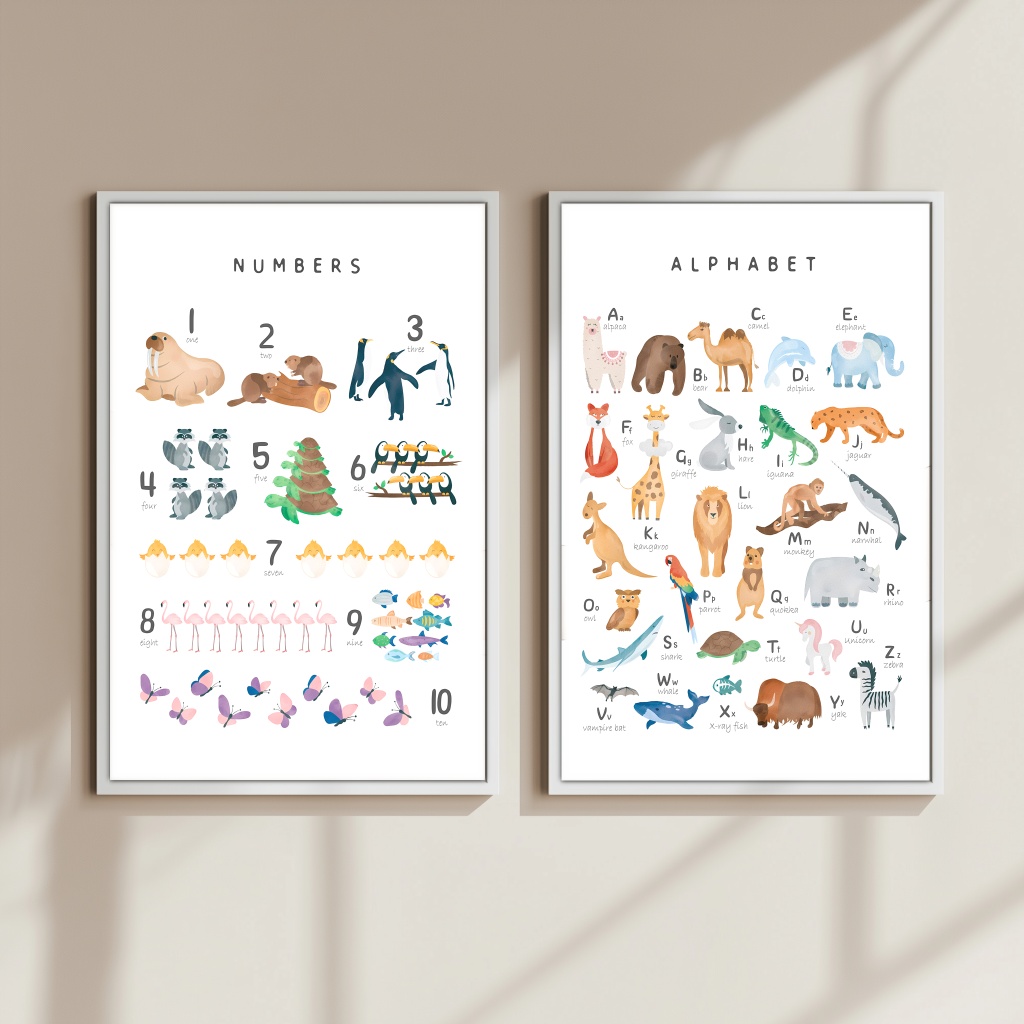 NUMBERS
1
one
2
two
3
three
4
four
5
five
6
six
7
seven
8
eight
9
nine
10
ten
ALPHABET
Aa
alpaca
Bb
bear
Cc
camel
Dd
dolphin
Ee
elephant
Ff
fox
Gg
giraffe
Hh
hare
Ii
iguana
Jj
jaguar
Kk
kangaroo
Ll
lion
Mm
monkey
Nn
narwhal
Oo
owl
Pp
parrot
Qq
quokka
Rr
rhino
Ss
shark
Tt
turtle
Uu
Unicorn
Vv
vampire bat
Ww
whale
Xx
X-ray fish
Yy
yak
Zz
zebra